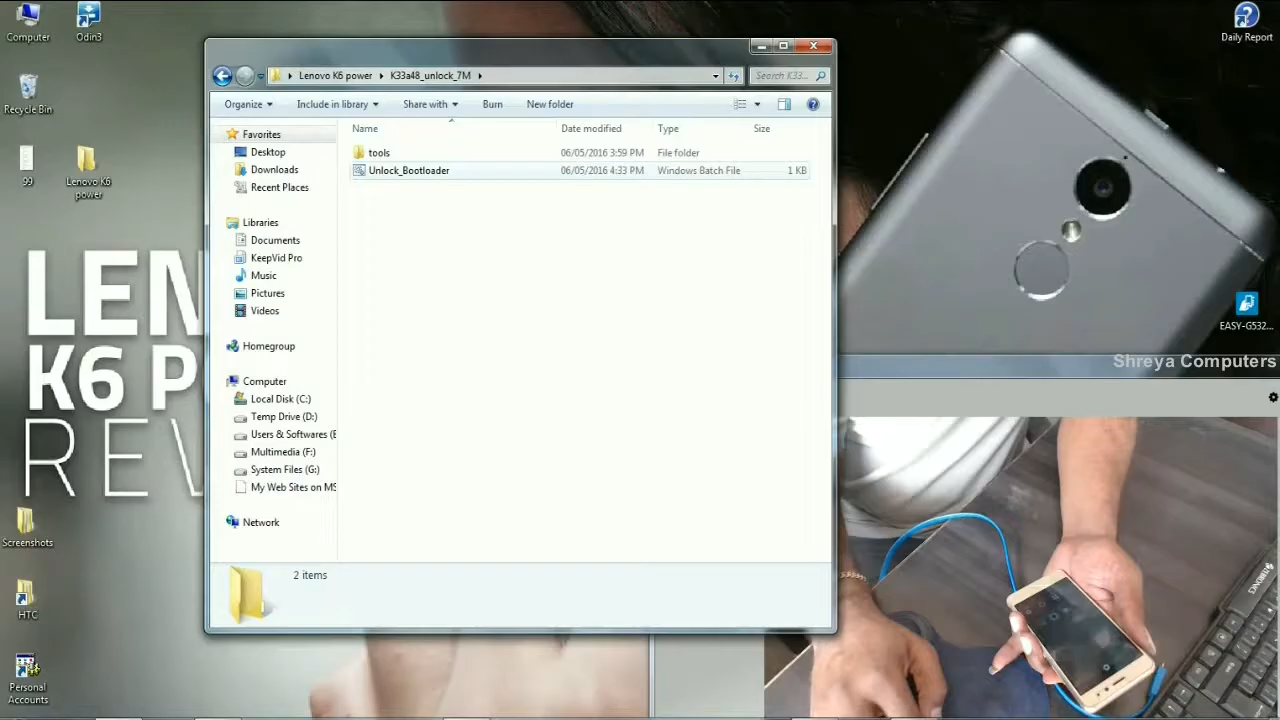 Computer
Odin3
Recycle Bin
99
Lenovo K6
power
LEN
K6 P
REV
Screenshots
HTC
Personal
Accounts
Lenovo K6 power
K33a48_unlock_7M
Search K33...
Organize
Include in library
Share with
Burn
New folder
Name
Date modified
Type
Size
tools
06/05/2016 3:59 PM
File folder
Unlock_Bootloader
06/05/2016 4:33 PM
Windows Batch File
1 KB
Favorites
Desktop
Downloads
Recent Places
Libraries
Documents
KeepVid Pro
Music
Pictures
Videos
Homegroup
Computer
Local Disk (C:)
Temp Drive (D:)
Users & Softwares (E
Multimedia (F:)
System Files (G:)
My Web Sites on MS
Network
2 items
Daily Report
EASY-G532...
Shreya Computers